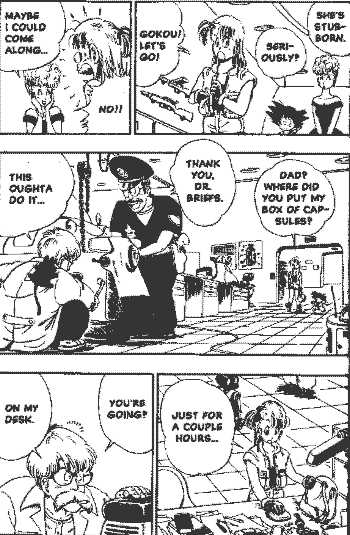 MAYBE
I COULD
COME
ALONG...
NO!!
GOKOU!
LET'S
GO!
SERI-
OUSLY?
SHE'S
STUB-
BORN.
THIS
OUGHTA
DO IT...
THANK
YOU,
DR.
BRIEFS.
DAD?
WHERE DID
YOU PUT MY
BOX OF CAP-
SULES?
ON MY
DESK.
YOU'RE
GOING?
JUST FOR
A COUPLE
HOURS...